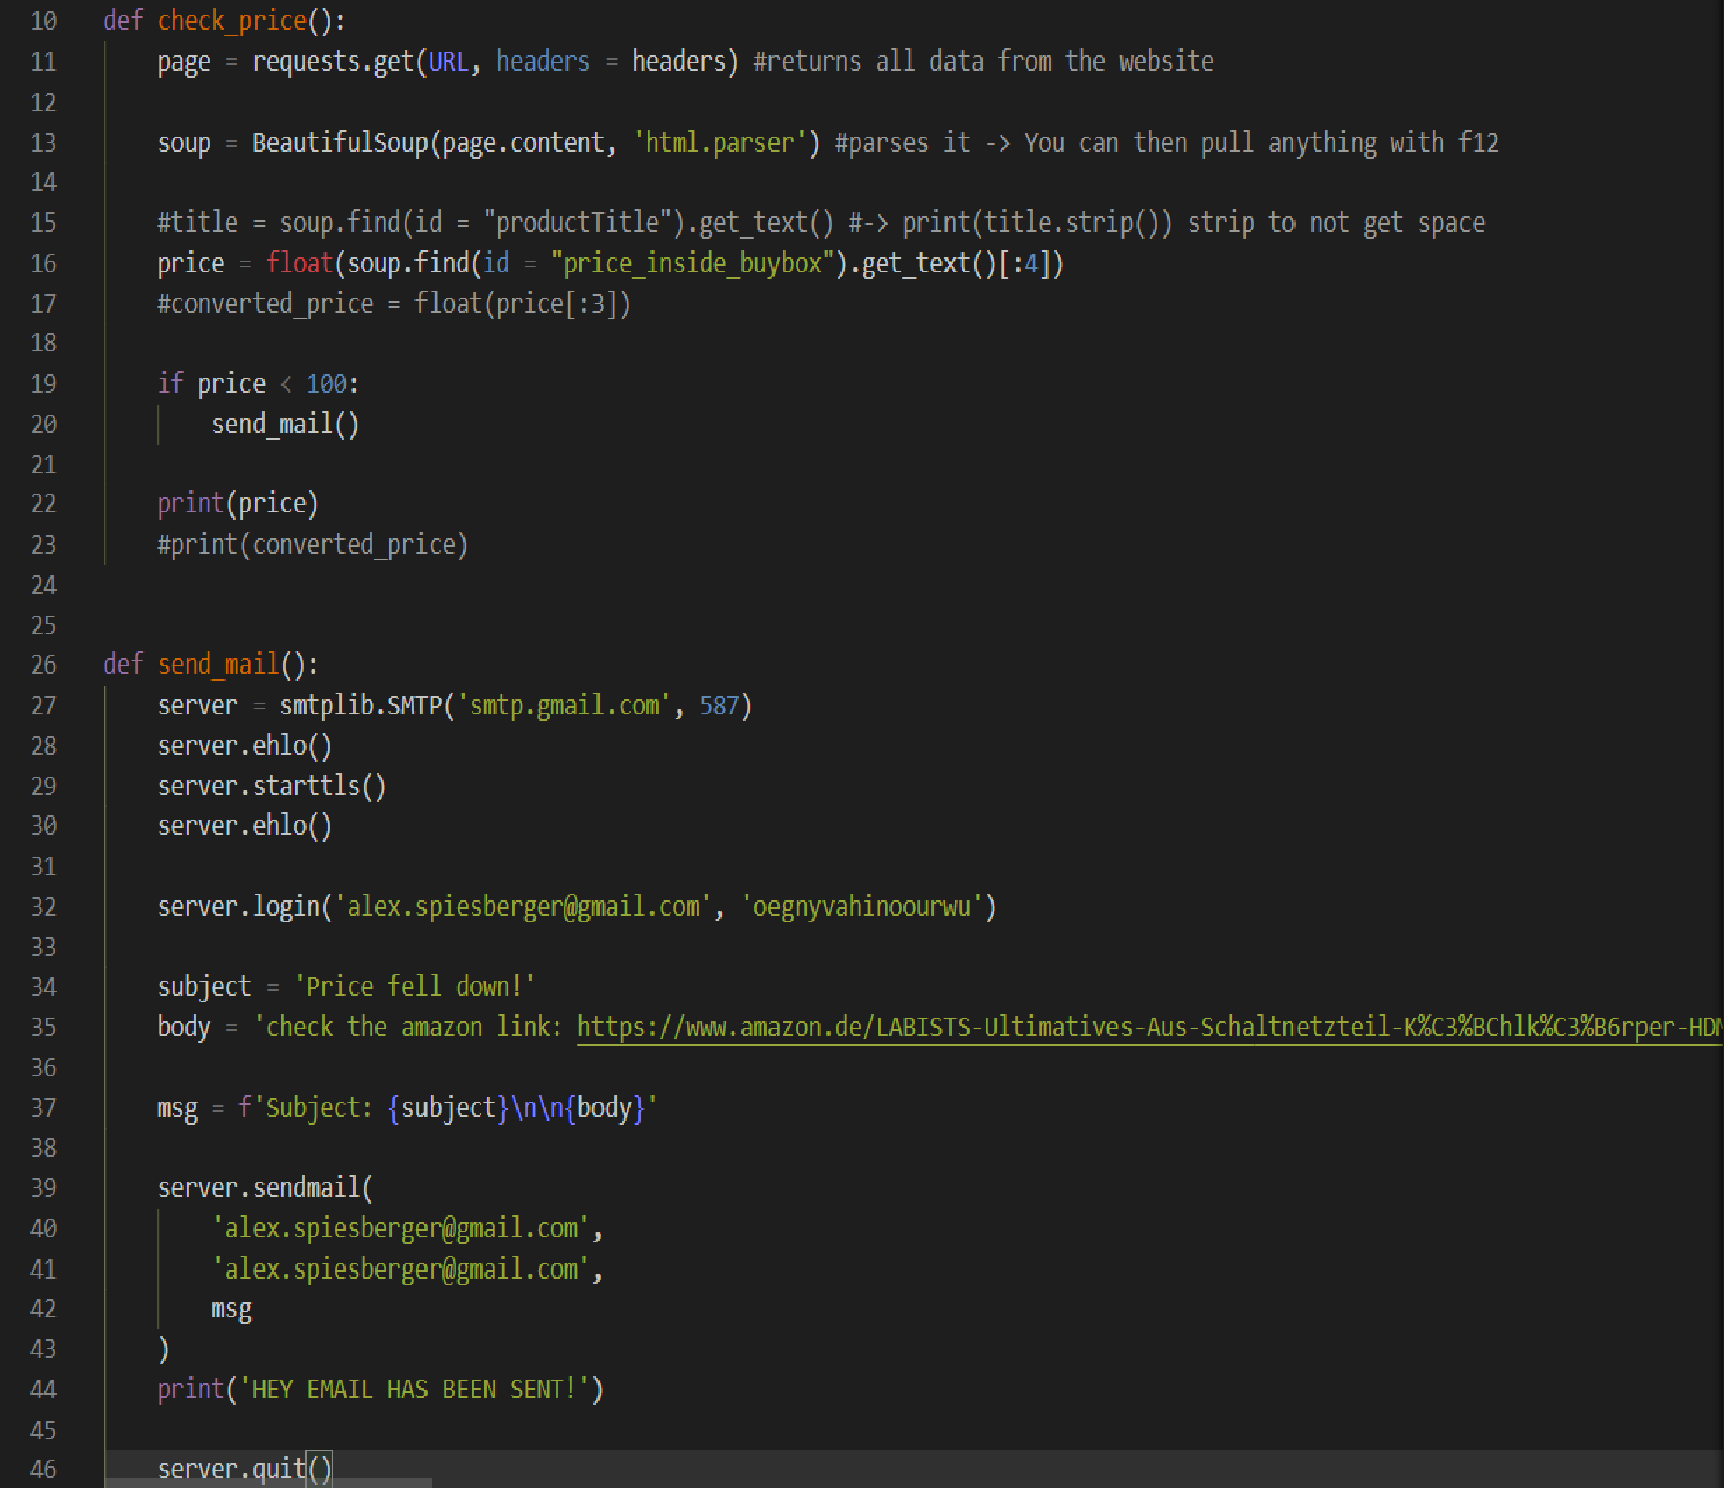 10 def check_price():
11 page = requests.get(URL, headers = headers) #returns all data from the website
12
13 soup = BeautifulSoup(page.content, 'html.parser') #parses it -> You can then pull anything with f12
14
15 #title = soup.find(id = "productTitle").get_text() #-> print(title.strip()) strip to not get space
16 price = float(soup.find(id = "price_inside_buybox").get_text()[:4])
17 #converted_price = float(price[:3])
18
19 if price < 100:
20 send_mail()
21
22 print(price)
23 #print(converted_price)
24
25
26 def send_mail():
27 server = smtplib.SMTP('smtp.gmail.com', 587)
28 server.ehlo()
29 server.starttls()
30 server.ehlo()
31
32 server.login('alex.spiesberger@gmail.com', 'oegnyvahinoourwu')
33
34 subject = 'Price fell down!'
35 body = 'check the amazon link: https://www.amazon.de/LABISTS-Ultimatives-Aus-Schaltnetzteil-K%C3%BChlk%C3%B6rper-HD
36
37 msg = f'Subject: {subject}\n\n{body}'
38
39 server.sendmail(
40 'alex.spiesberger@gmail.com',
41 'alex.spiesberger@gmail.com',
42 msg
43 )
44 print('HEY EMAIL HAS BEEN SENT!')
45
46 server.quit()